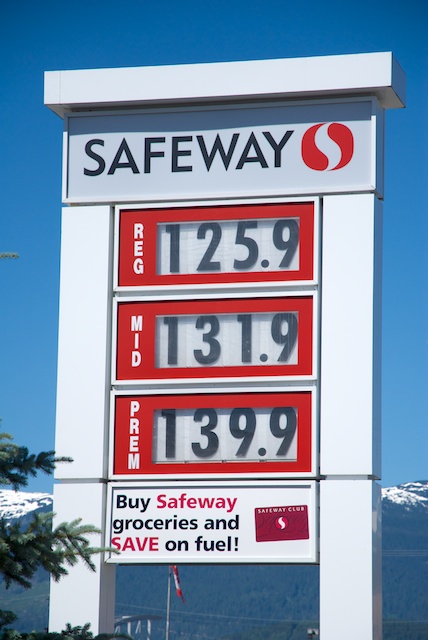 SAFEWAY
REG 125.9
MID 131.9
PREM 139.9
Buy Safeway
groceries and
SAVE on fuel!
SAFEWAY CLUB